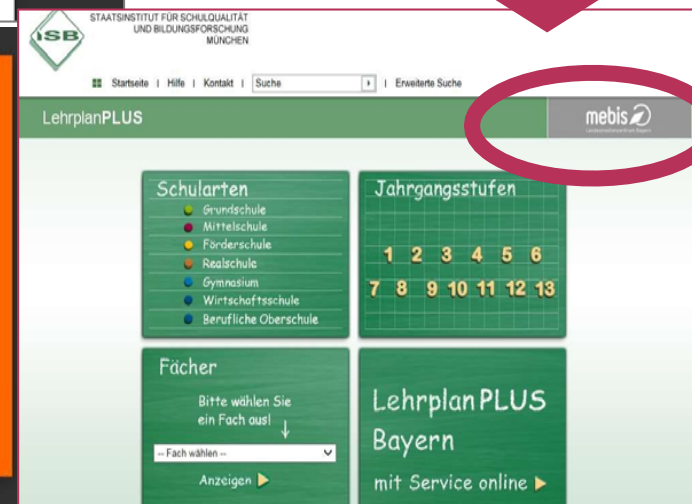 STAATSINSTITUT FÜR SCHULQUALITÄT
UND BILDUNGSFORSCHUNG
MÜNCHEN
iSB
Startseite | Hilfe | Kontakt | Suche | Erweiterte Suche
LehrplanPLUS
mebis
Landesmedienzentrum Bayern
Schularten
Grundschule
Mittelschule
Förderschule
Realschule
Gymnasium
Wirtschaftsschule
Berufliche Oberschule
Jahrgangsstufen
1 2 3 4 5 6
7 8 9 10 11 12 13
Fächer
Bitte wählen Sie
ein Fach aus!
-- Fach wählen --
Anzeigen
LehrplanPLUS
Bayern
mit Service online